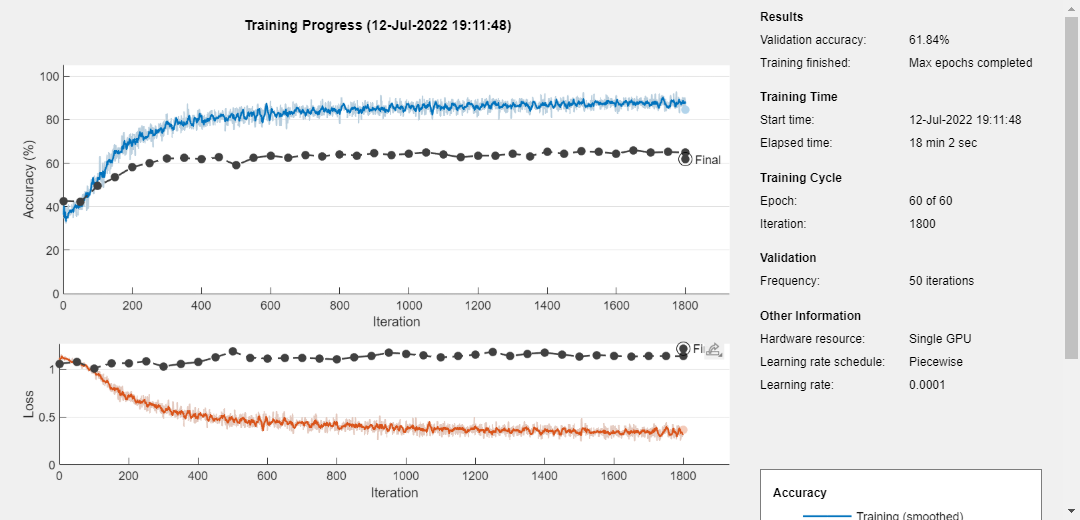 Training Progress (12-Jul-2022 19:11:48)
100
80
60
40
20
0
Accuracy (%)
Final
0 200 400 600 800 1000 1200 1400 1600 1800
Iteration
1
0.5
0
Loss
Fi
0 200 400 600 800 1000 1200 1400 1600 1800
Iteration
Results
Validation accuracy: 61.84%
Training finished: Max epochs completed
Training Time
Start time: 12-Jul-2022 19:11:48
Elapsed time: 18 min 2 sec
Training Cycle
Epoch: 60 of 60
Iteration: 1800
Validation
Frequency: 50 iterations
Other Information
Hardware resource: Single GPU
Learning rate schedule: Piecewise
Learning rate: 0.0001
Accuracy
Training (smoothed)